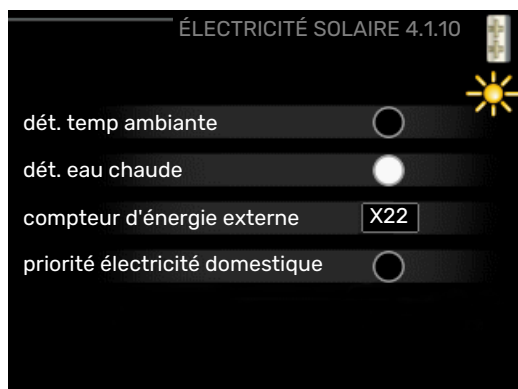 ÉLECTRICITÉ SOLAIRE 4.1.10
dét. temp ambiante
dét. eau chaude
compteur d'énergie externe X22
priorité électricité domestique